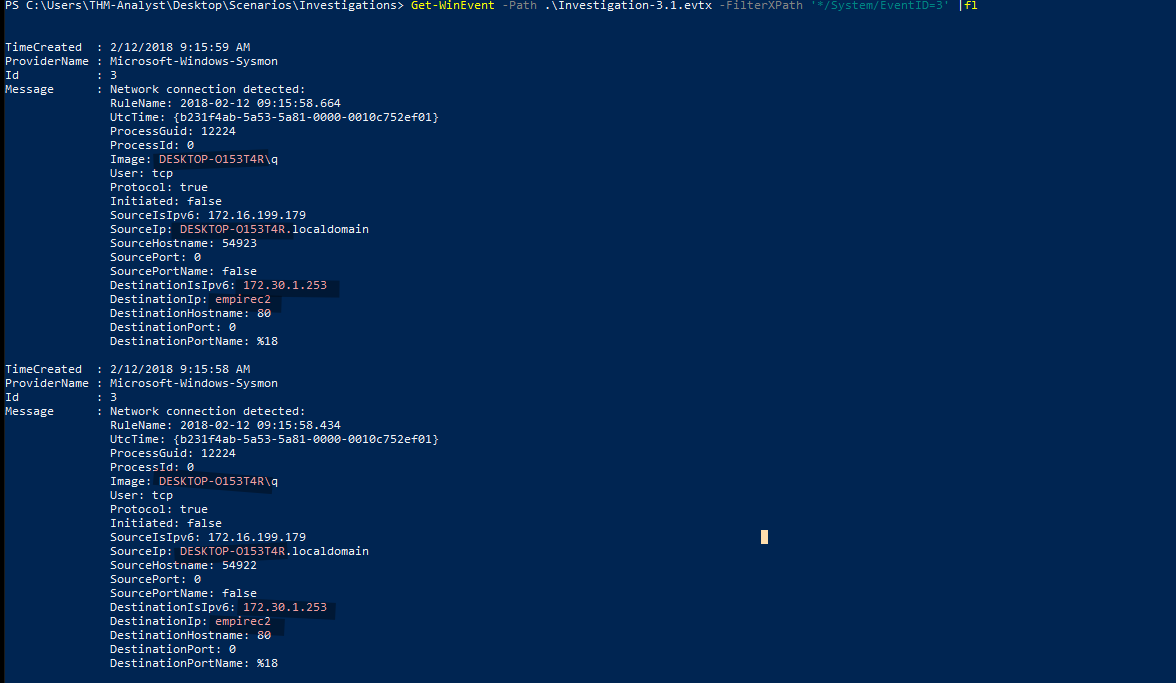 PS C:\Users\THM-Analyst\Desktop\Scenarios\Investigations> Get-WinEvent -Path .\Investigation-3.1.evtx -FilterXPath '*/System/EventID=3' |fl
TimeCreated  : 2/12/2018 9:15:59 AM
ProviderName : Microsoft-Windows-Sysmon
Id           : 3
Message      : Network connection detected:
RuleName: 2018-02-12 09:15:58.664
UtcTime: {b231f4ab-5a53-5a81-0000-0010c752ef01}
ProcessGuid: 12224
ProcessId: 0
Image: DESKTOP-O153T4R\q
User: tcp
Protocol: true
Initiated: false
SourceIsIpv6: 172.16.199.179
SourceIp: DESKTOP-O153T4R.localdomain
SourceHostname: 54923
SourcePort: 0
SourcePortName: false
DestinationIsIpv6: 172.30.1.253
DestinationIp: empirec2
DestinationHostname: 80
DestinationPort: 0
DestinationPortName: %18
TimeCreated  : 2/12/2018 9:15:58 AM
ProviderName : Microsoft-Windows-Sysmon
Id           : 3
Message      : Network connection detected:
RuleName: 2018-02-12 09:15:58.434
UtcTime: {b231f4ab-5a53-5a81-0000-0010c752ef01}
ProcessGuid: 12224
ProcessId: 0
Image: DESKTOP-O153T4R\q
User: tcp
Protocol: true
Initiated: false
SourceIsIpv6: 172.16.199.179
SourceIp: DESKTOP-O153T4R.localdomain
SourceHostname: 54922
SourcePort: 0
SourcePortName: false
DestinationIsIpv6: 172.30.1.253
DestinationIp: empirec2
DestinationHostname: 80
DestinationPort: 0
DestinationPortName: %18